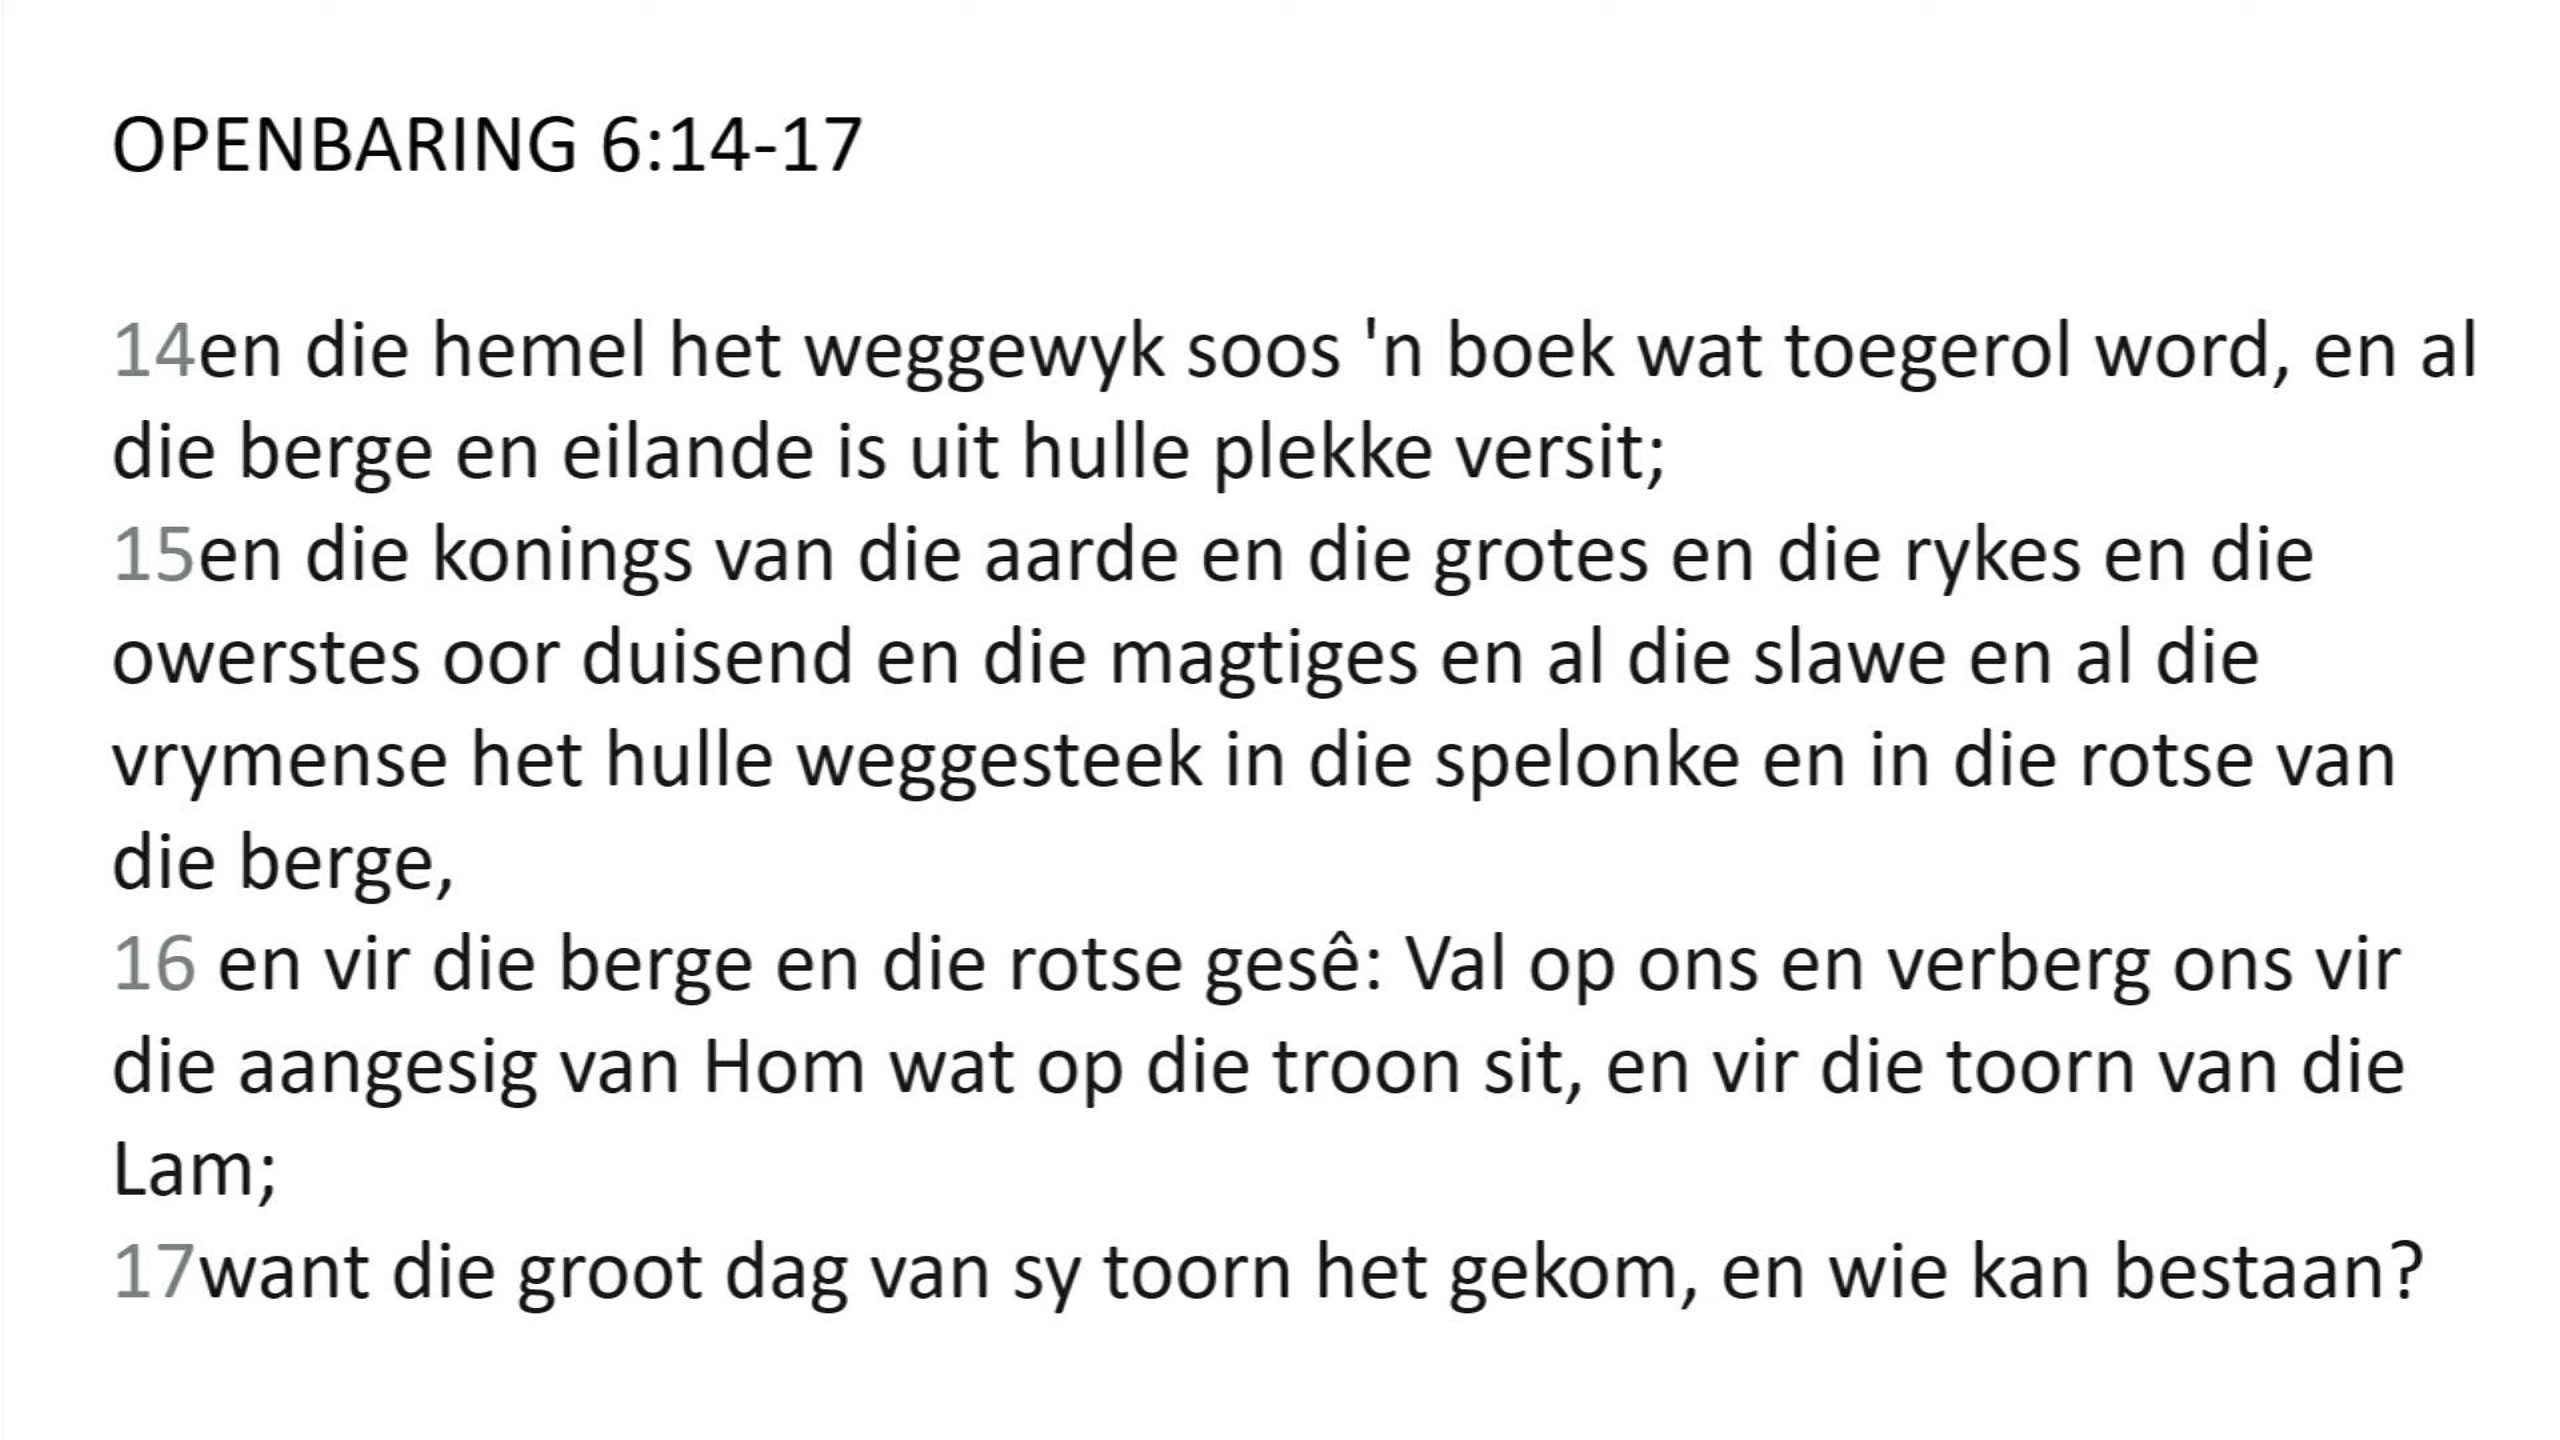 OPENBARING 6:14-17
14en die hemel het weggewyk soos 'n boek wat toegerol word, en al
die berge en eilande is uit hulle plekke versit;
15en die konings van die aarde en die grotes en die rykes en die
owerstes oor duisend en die magtiges en al die slawe en al die
vrymense het hulle weggesteek in die spelonke en in die rotse van
die berge,
16 en vir die berge en die rotse gesê: Val op ons en verberg ons vir
die aangesig van Hom wat op die troon sit, en vir die toorn van die
Lam;
17want die groot dag van sy toorn het gekom, en wie kan bestaan?